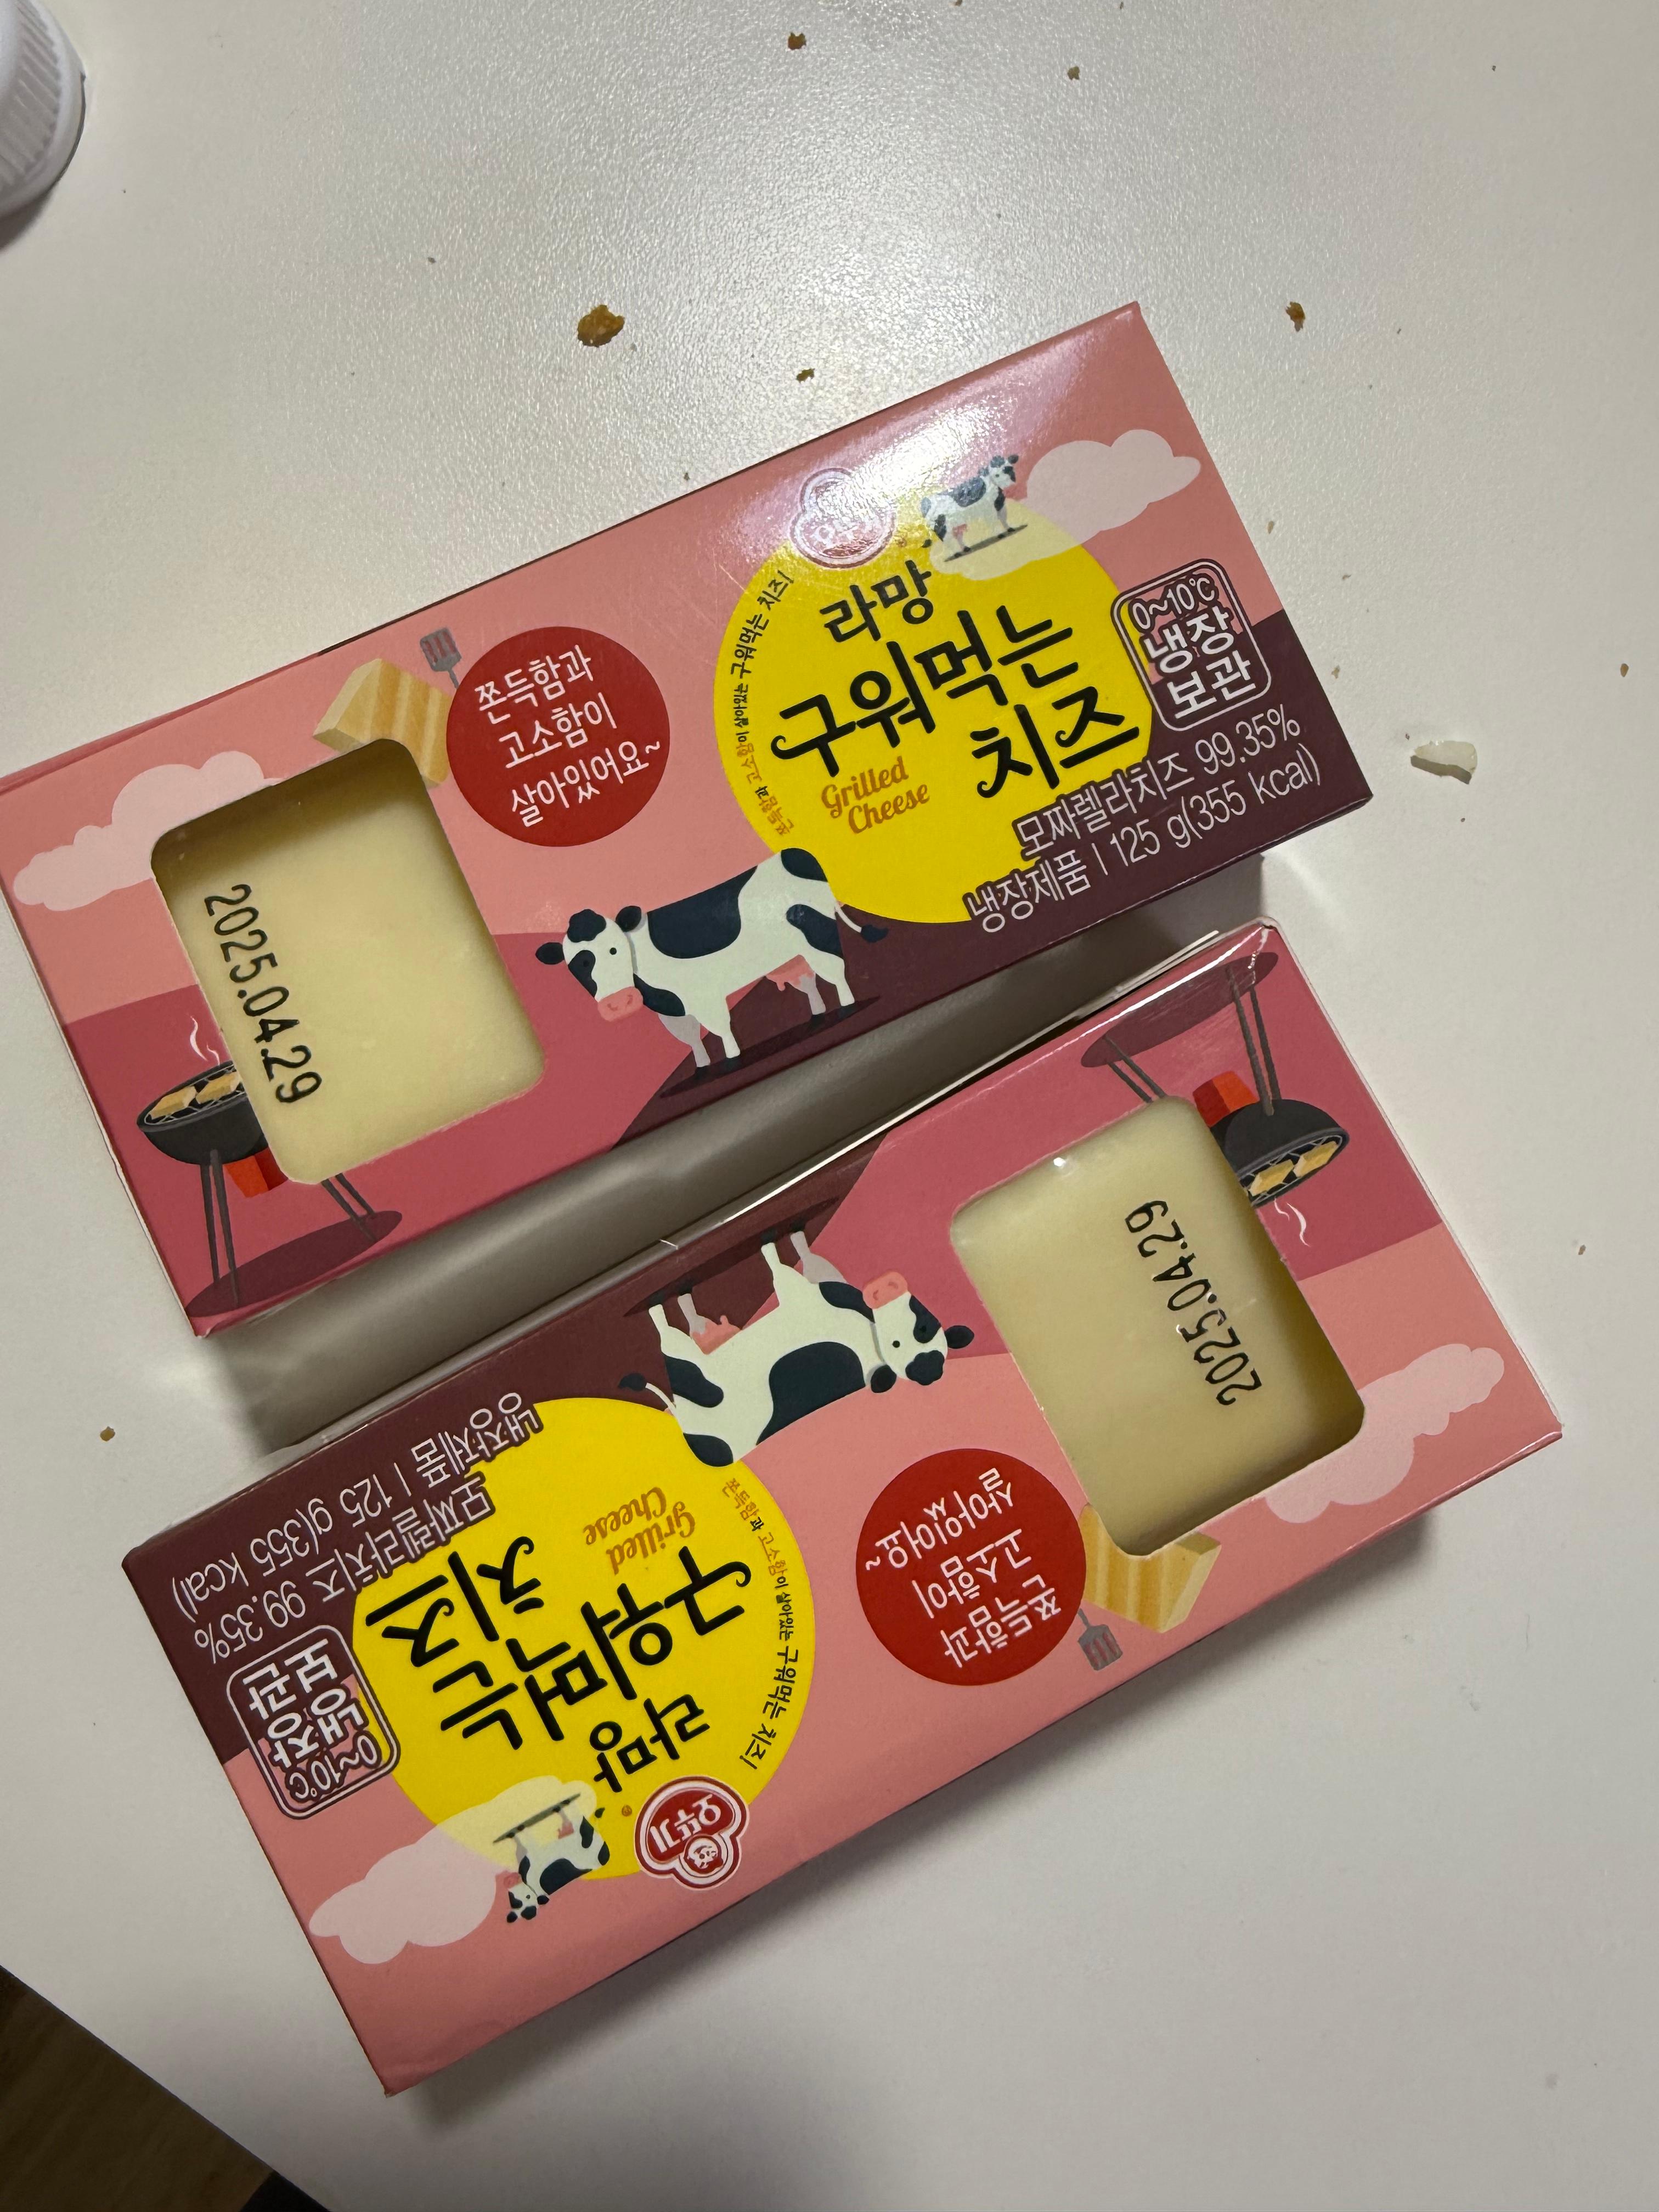 오뚜기
라망
구워먹는
치즈
Grilled
Cheese
쫀득함과 고소함이 살아있는 구워먹는 치즈!
0~10℃
냉장
보관
모짜렐라치즈 99.35%
냉장제품 | 125 g(355 kcal)
쫀득함과
고소함이
살아있어요~
2025.04.29
오뚜기
라망
구워먹는
치즈
Grilled
Cheese
쫀득함과 고소함이 살아있는 구워먹는 치즈!
0~10℃
냉장
보관
모짜렐라치즈 99.35%
냉장제품 | 125 g(355 kcal)
쫀득함과
고소함이
살아있어요~
2025.04.29